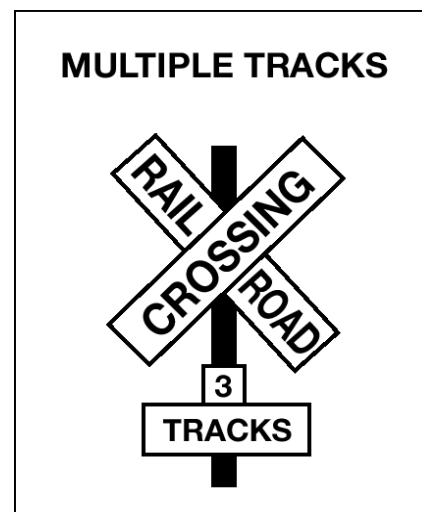 MULTIPLE TRACKS
RAIL
CROSSING
ROAD
3
TRACKS